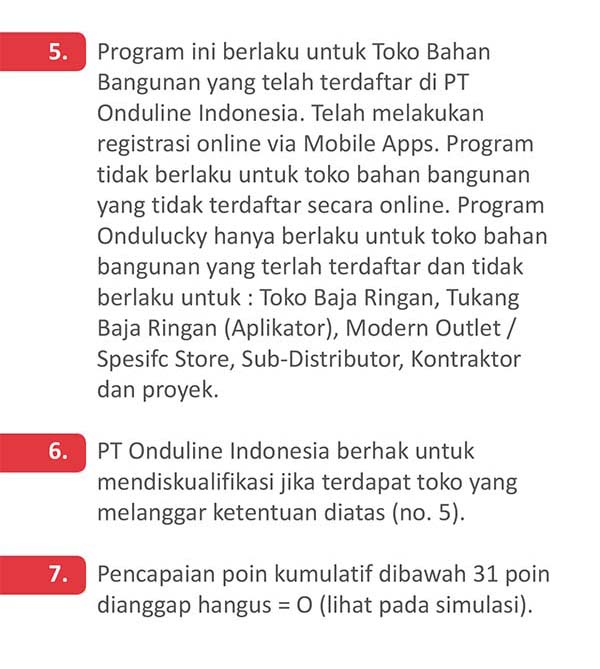 5. Program ini berlaku untuk Toko Bahan
Bangunan yang telah terdaftar di PT
Onduline Indonesia. Telah melakukan
registrasi online via Mobile Apps. Program
tidak berlaku untuk toko bahan bangunan
yang tidak terdaftar secara online. Program
Ondulucky hanya berlaku untuk toko bahan
bangunan yang terlah terdaftar dan tidak
berlaku untuk : Toko Baja Ringan, Tukang
Baja Ringan (Aplikator), Modern Outlet /
Spesifc Store, Sub-Distributor, Kontraktor
dan proyek.
6. PT Onduline Indonesia berhak untuk
mendiskualifikasi jika terdapat toko yang
melanggar ketentuan diatas (no. 5).
7. Pencapaian poin kumulatif dibawah 31 poin
dianggap hangus = O (lihat pada simulasi).